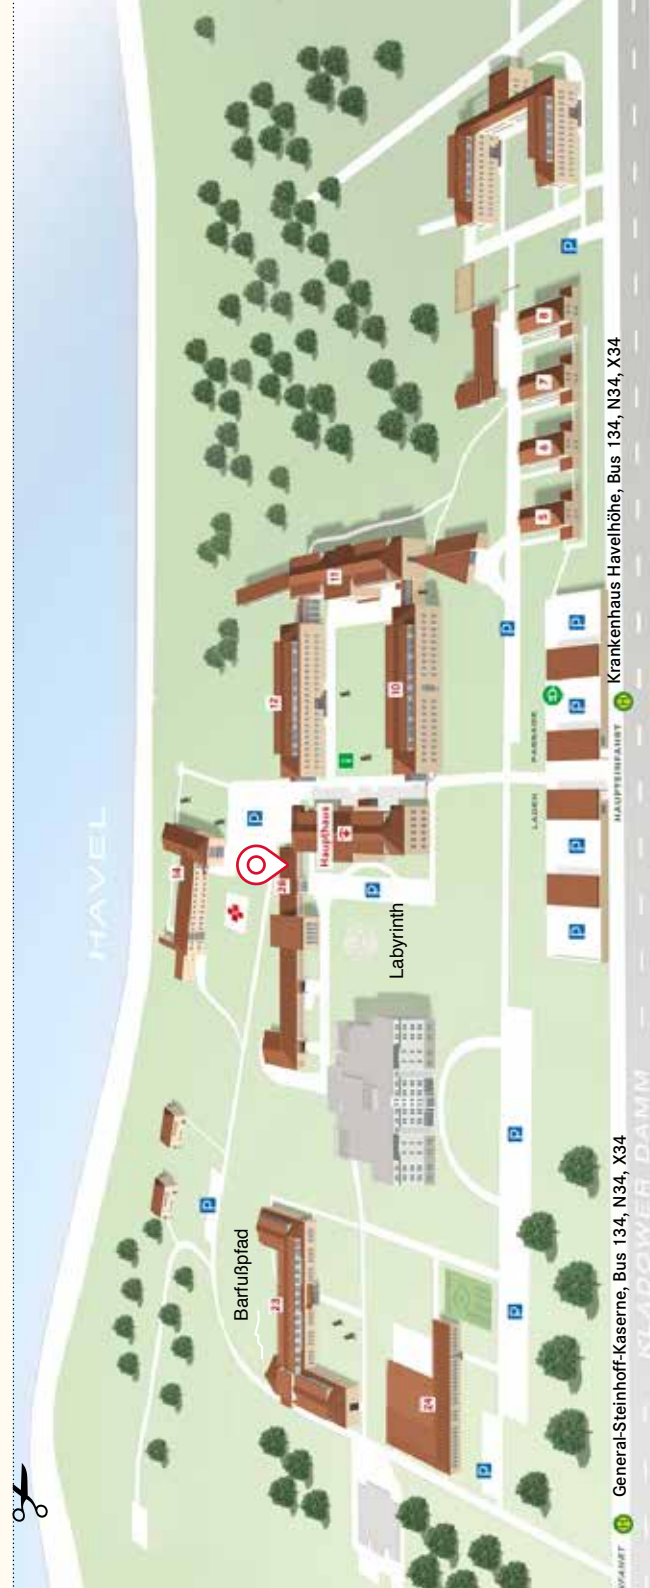 HAVEL
14
P
P
12
11
i
26
Haupthaus
P
10
Labyrinth
P
Barfußpfad
23
24
P
P
P
P
5
6
7
8
P
LADEN
PASSAGE
P
P
P
P
HAUPTEINFAHRT
H Krankenhaus Havelhöhe, Bus 134, N34, X34
H General-Steinhoff-Kaserne, Bus 134, N34, X34
KLADOWER DAMM